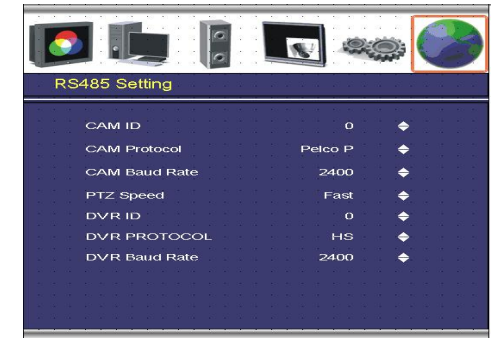 RS485 Setting
CAM ID 0
CAM Protocol Pelco P
CAM Baud Rate 2400
PTZ Speed Fast
DVR ID 0
DVR PROTOCOL HS
DVR Baud Rate 2400